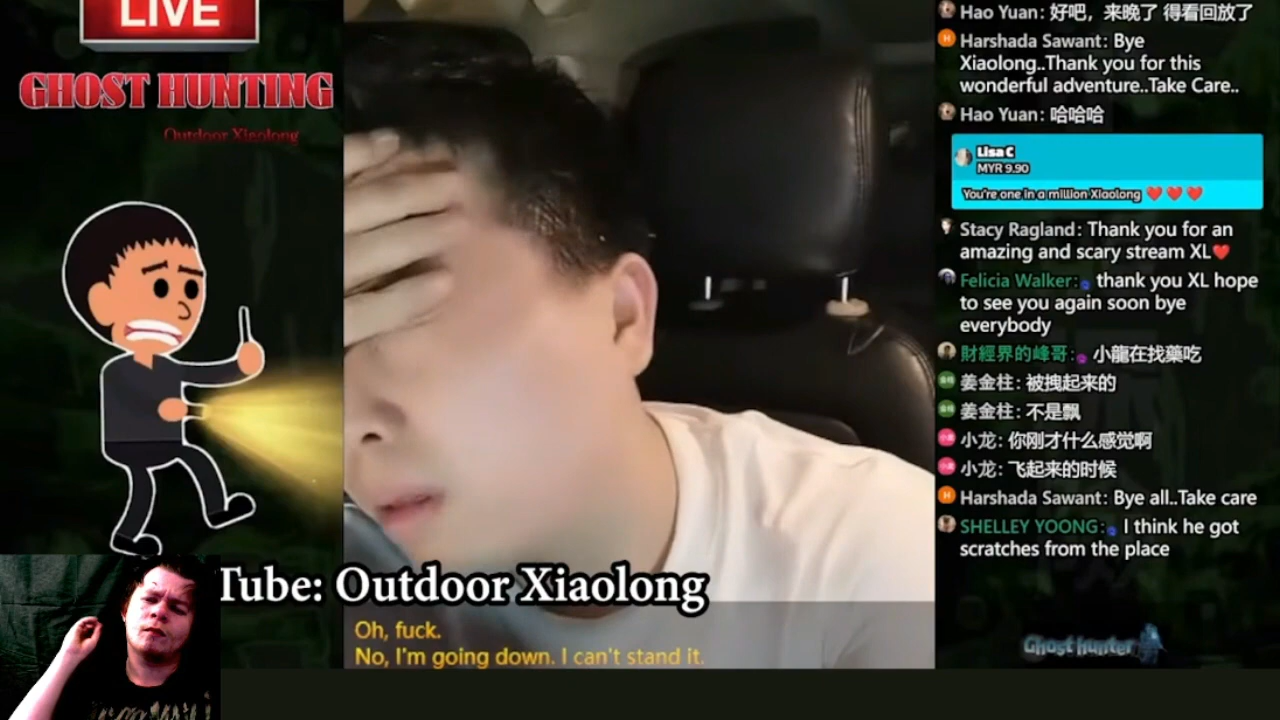 LIVE
GHOST HUNTING
Outdoor Xiaolong
Tube: Outdoor Xiaolong
Oh, fuck.
No, I'm going down. I can't stand it.
Hao Yuan: 好吧，来晚了 得看回放了
Harshada Sawant: Bye
Xiaolong..Thank you for this
wonderful adventure..Take Care..
Hao Yuan: 哈哈哈
Lisa C
MYR 9.90
You're one in a million Xiaolong ❤️ ❤️ ❤️
Stacy Ragland: Thank you for an
amazing and scary stream XL❤️
Felicia Walker: thank you XL hope
to see you again soon bye
everybody
財經界的峰哥: 小龍在找藥吃
姜金柱: 被拽起来的
姜金柱: 不是飘
小龙: 你刚才什么感觉啊
小龙: 飞起来的时候
H
Harshada Sawant: Bye all..Take care
SHELLEY YOONG: I think he got
scratches from the place
Ghost hunter